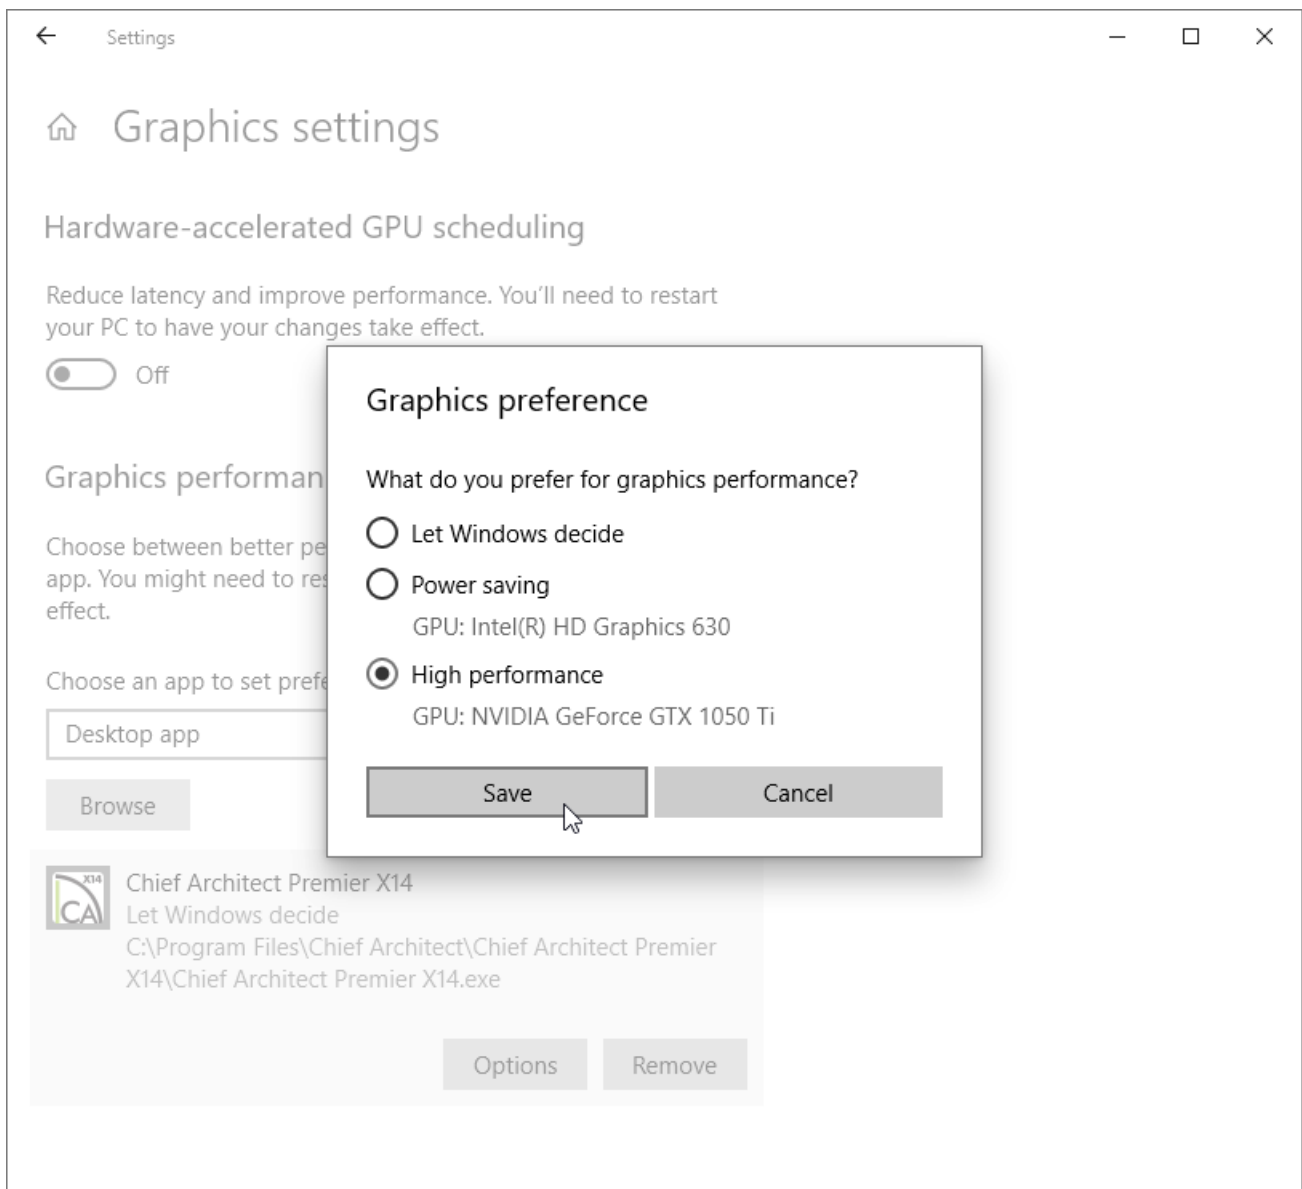 Settings
Graphics settings
Hardware-accelerated GPU scheduling
Reduce latency and improve performance. You'll need to restart
your PC to have your changes take effect.
Off
Graphics performan
Choose between better pe
app. You might need to res
effect.
Choose an app to set prefe
Desktop app
Browse
Graphics preference
What do you prefer for graphics performance?
Let Windows decide
Power saving
GPU: Intel(R) HD Graphics 630
High performance
GPU: NVIDIA GeForce GTX 1050 Ti
Save
Cancel
X14
CA
Chief Architect Premier X14
Let Windows decide
C:\Program Files\Chief Architect\Chief Architect Premier
X14\Chief Architect Premier X14.exe
Options
Remove